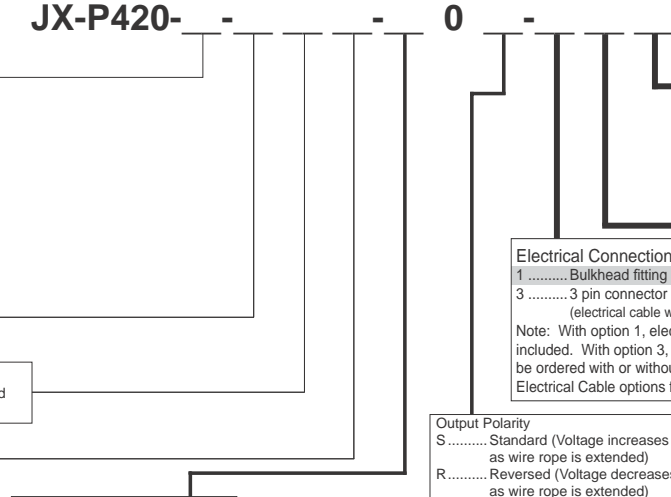 JX-P420-__-__ __ __-__ 0 __-__ __ __
Electrical Connection
1 ..........Bulkhead fitting
3 ..........3 pin connector
(electrical cable
Note: With option 1,
included. With option 3,
be ordered with or
Electrical Cable options
Output Polarity
S..........Standard (Voltage increases
as wire rope is extended)
R..........Reversed (Voltage decreases
as wire rope is extended)